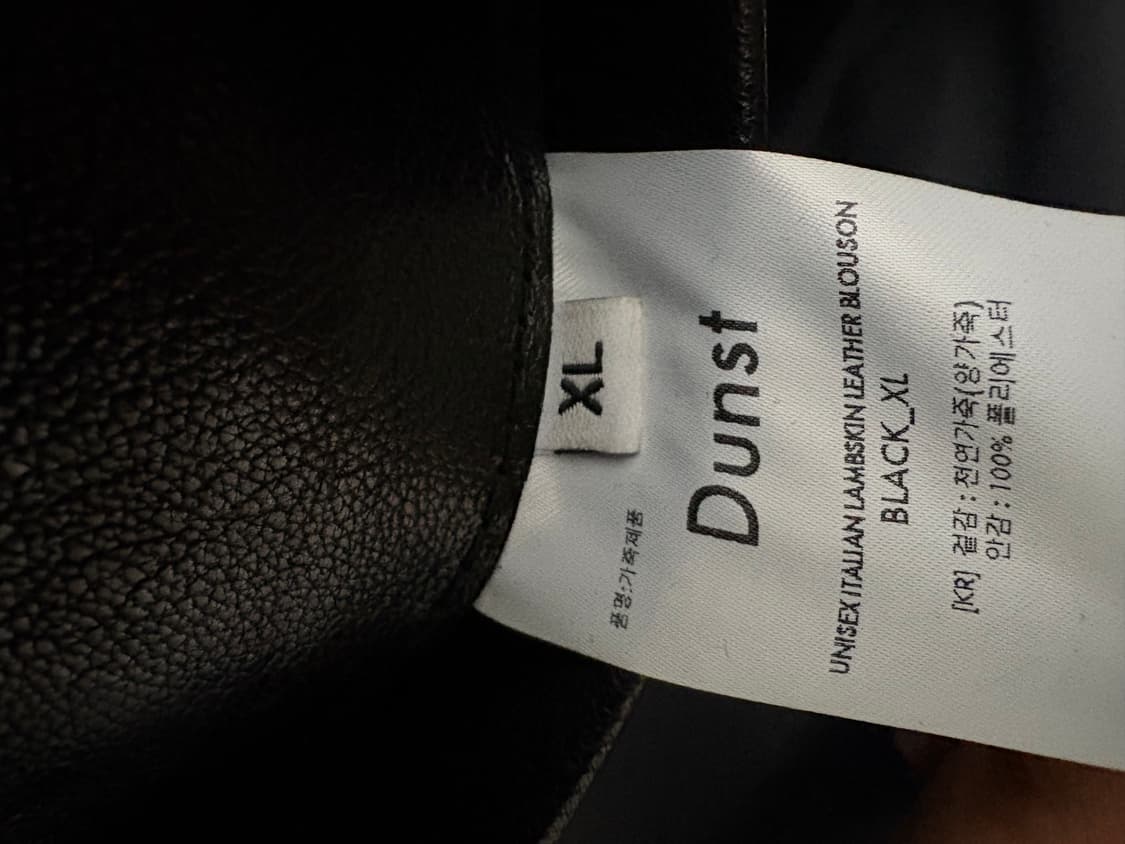 XL
품명:가죽제품
Dunst
UNISEX ITALIAN LAMBSKIN LEATHER BLOUSON
BLACK_XL
[KR] 겉감 : 천연가죽(양가죽)
안감 : 100% 폴리에스터